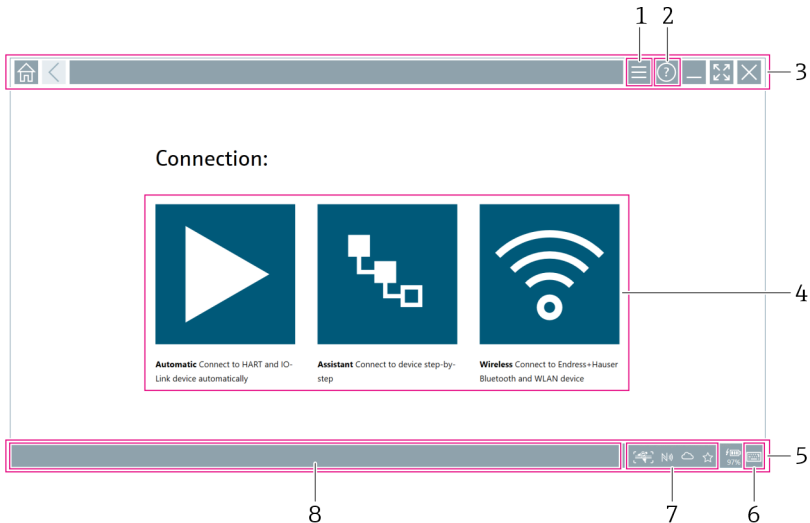 1 2
?
3
Connection:
4
Automatic Connect to HART and IO-
Link device automatically
Assistant Connect to device step-by-
step
Wireless Connect to Endress+Hauser
Bluetooth and WLAN device
N
97%
5
8 7 6